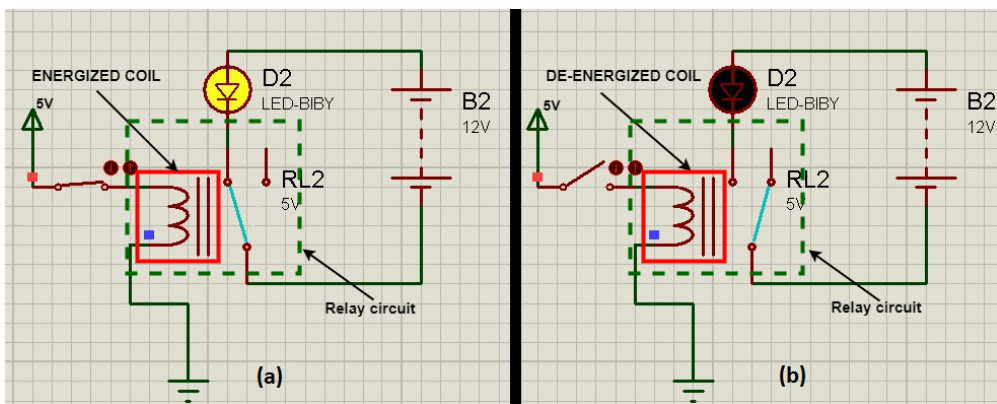 ENERGIZED COIL
5V
D2
LED-BIBY
B2
12V
RL2
5V
Relay circuit
(a)
DE-ENERGIZED COIL
5V
D2
LED-BIBY
B2
12V
RL2
5V
Relay circuit
(b)